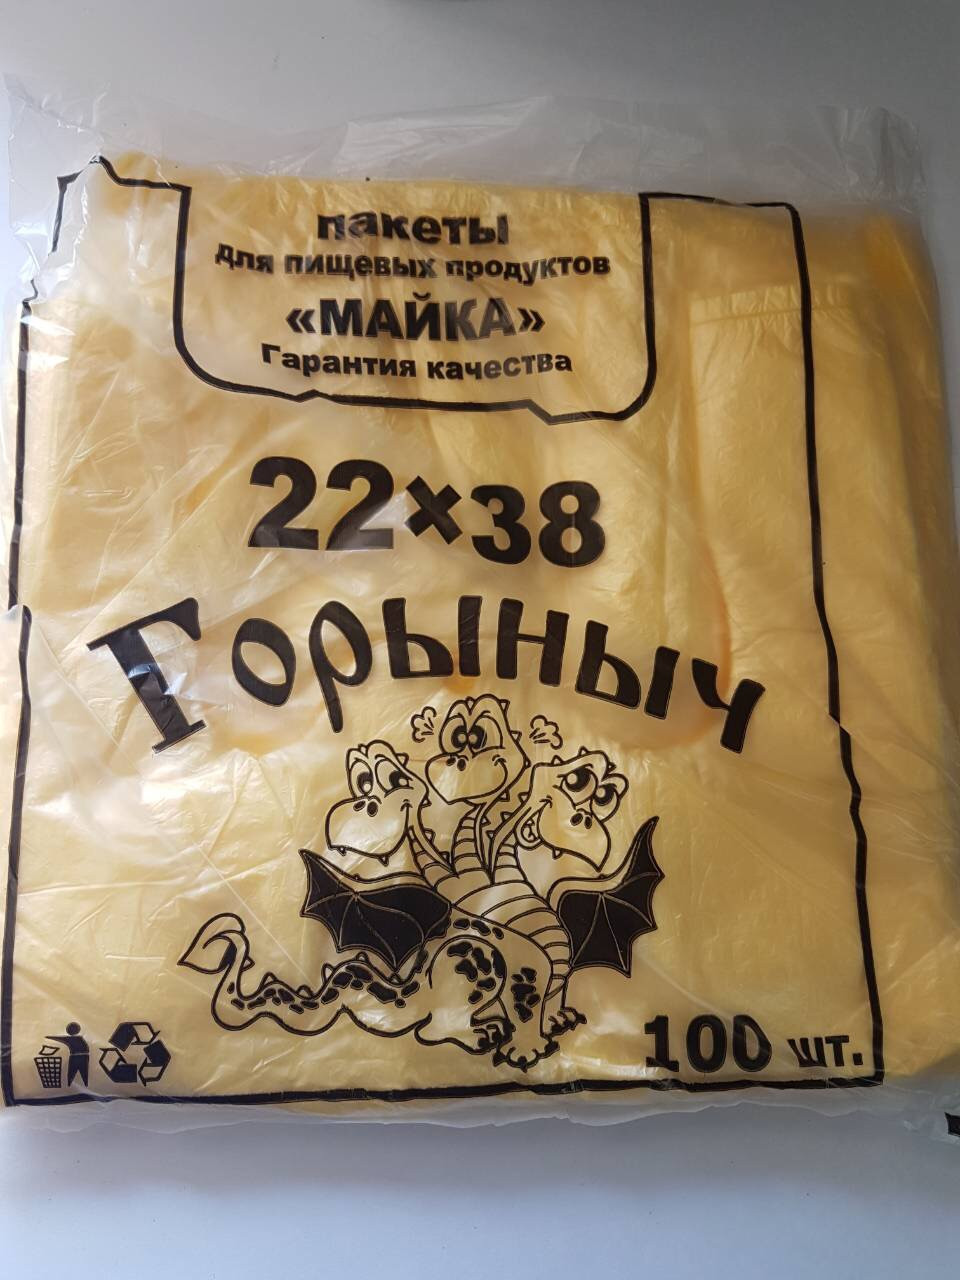 пакеты
для пищевых продуктов
«МАЙКА»
Гарантия качества
22×38
Горыныч
100 шт.